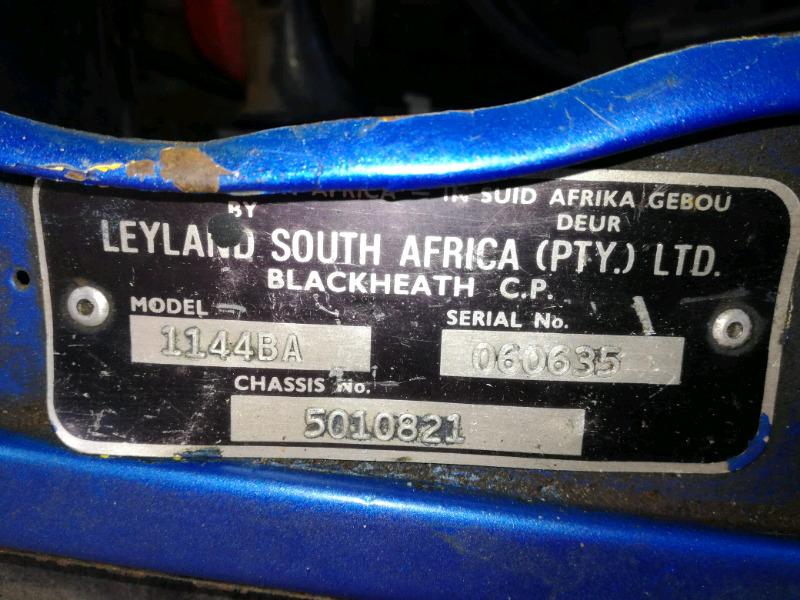 AFRICA – IN SUID AFRIKA GEBOU
BY DEUR
LEYLAND SOUTH AFRICA (PTY.) LTD.
BLACKHEATH C.P.
MODEL SERIAL No.
1144BA 060635
CHASSIS No.
5010821